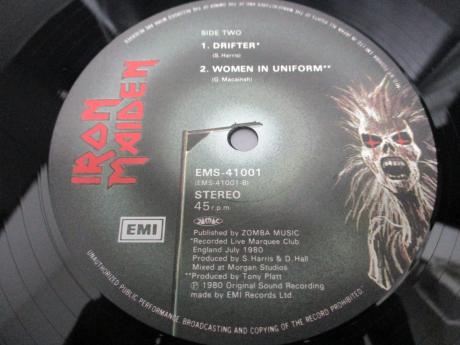 SIDE TWO
1. DRIFTER*
(S. Harris)
2. WOMEN IN UNIFORM**
(G. Macainsh)
IRON
MAIDEN
EMS-41001
(EMS-41001-B)
STEREO
45 r.p.m.
EMI
Published by ZOMBA MUSIC
*Recorded Live Marquee Club
England July 1980
Produced by S. Harris & D. Hall
Mixed at Morgan Studios
**Produced by Tony Platt
Ⓟ 1980 Original Sound Recording
made by EMI Records Ltd.
UNAUTHORIZED PUBLIC PERFORMANCE, BROADCASTING AND COPYING OF THE RECORD PROHIBITED